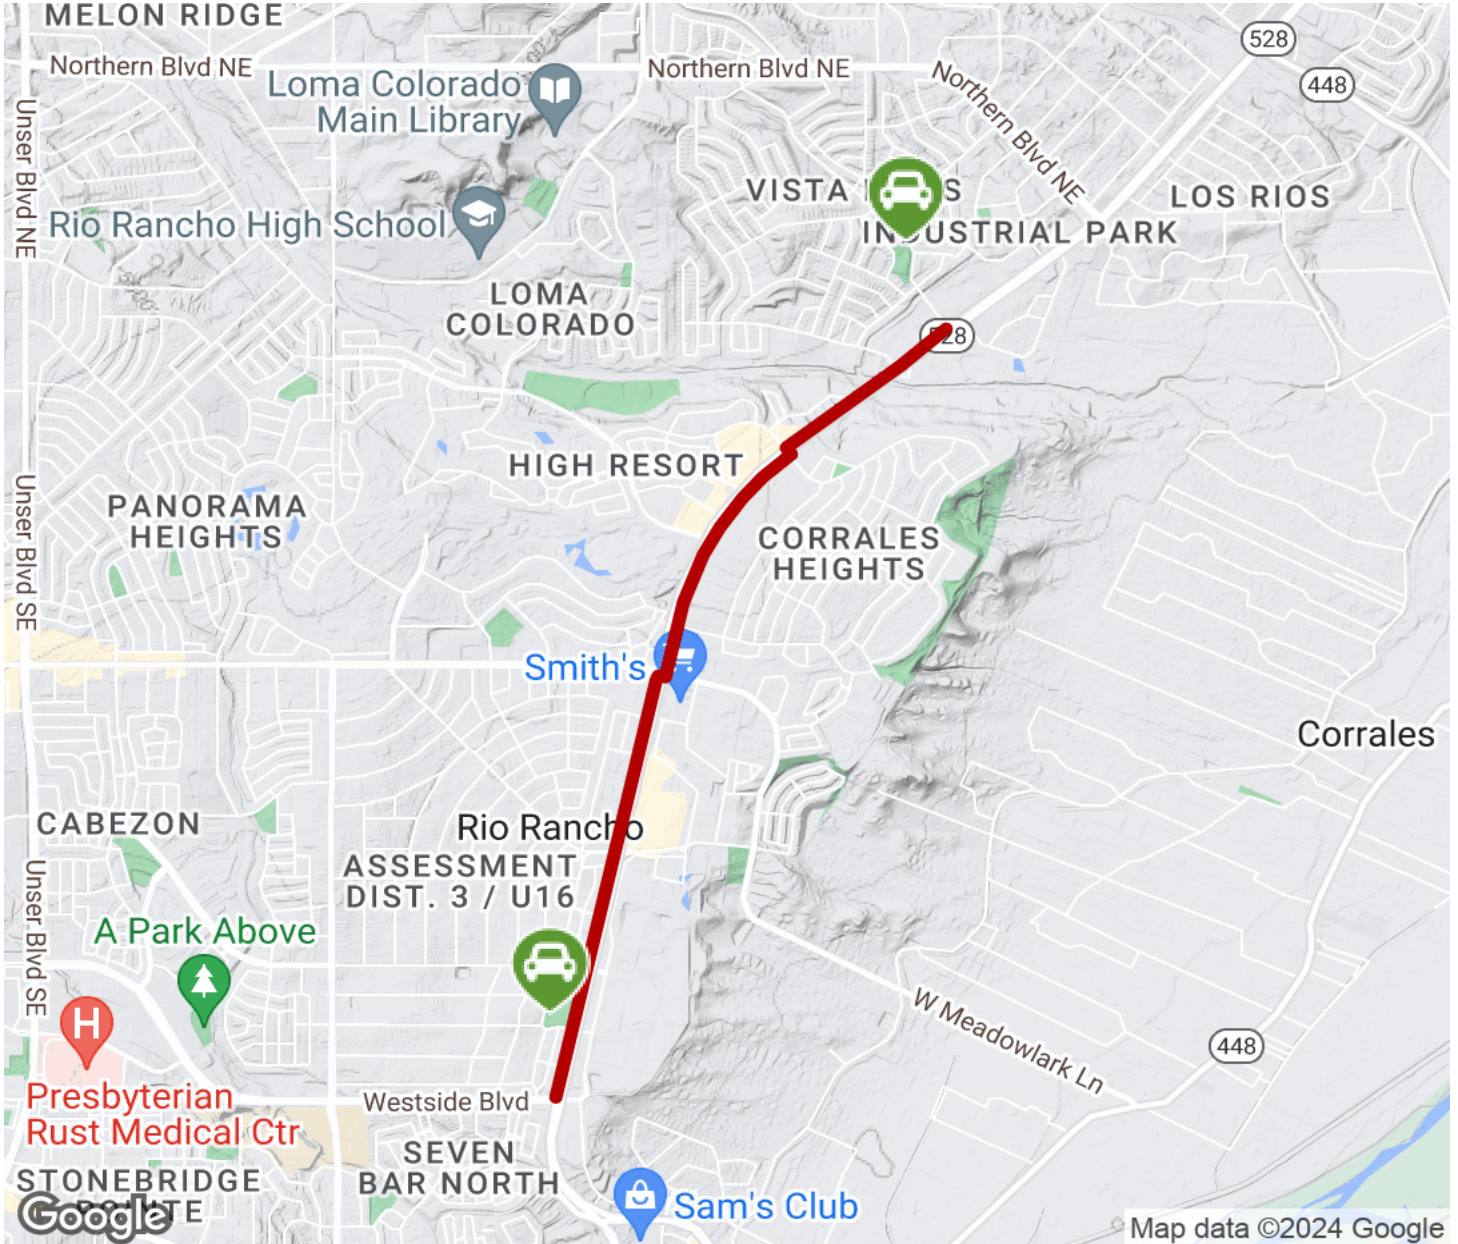 MELON RIDGE
528
Northern Blvd NE
Northern Blvd NE
Northern Blvd NE
448
Loma Colorado
Main Library
Unser Blvd NE
VISTA
S
LOS RIOS
Rio Rancho High School
INDUSTRIAL PARK
LOMA
COLORADO
528
HIGH RESORT
Unser Blvd SE
PANORAMA
HEIGHTS
CORRALES
HEIGHTS
Smith's
Corrales
CABEZON
Rio Rancho
ASSESSMENT
DIST. 3 / U16
Unser Blvd SE
A Park Above
W Meadowlark Ln
H
448
Presbyterian
Rust Medical Ctr
Westside Blvd
SEVEN
BAR NORTH
STONEBRIDGE
Google
Sam's Club
Map data ©2024 Google